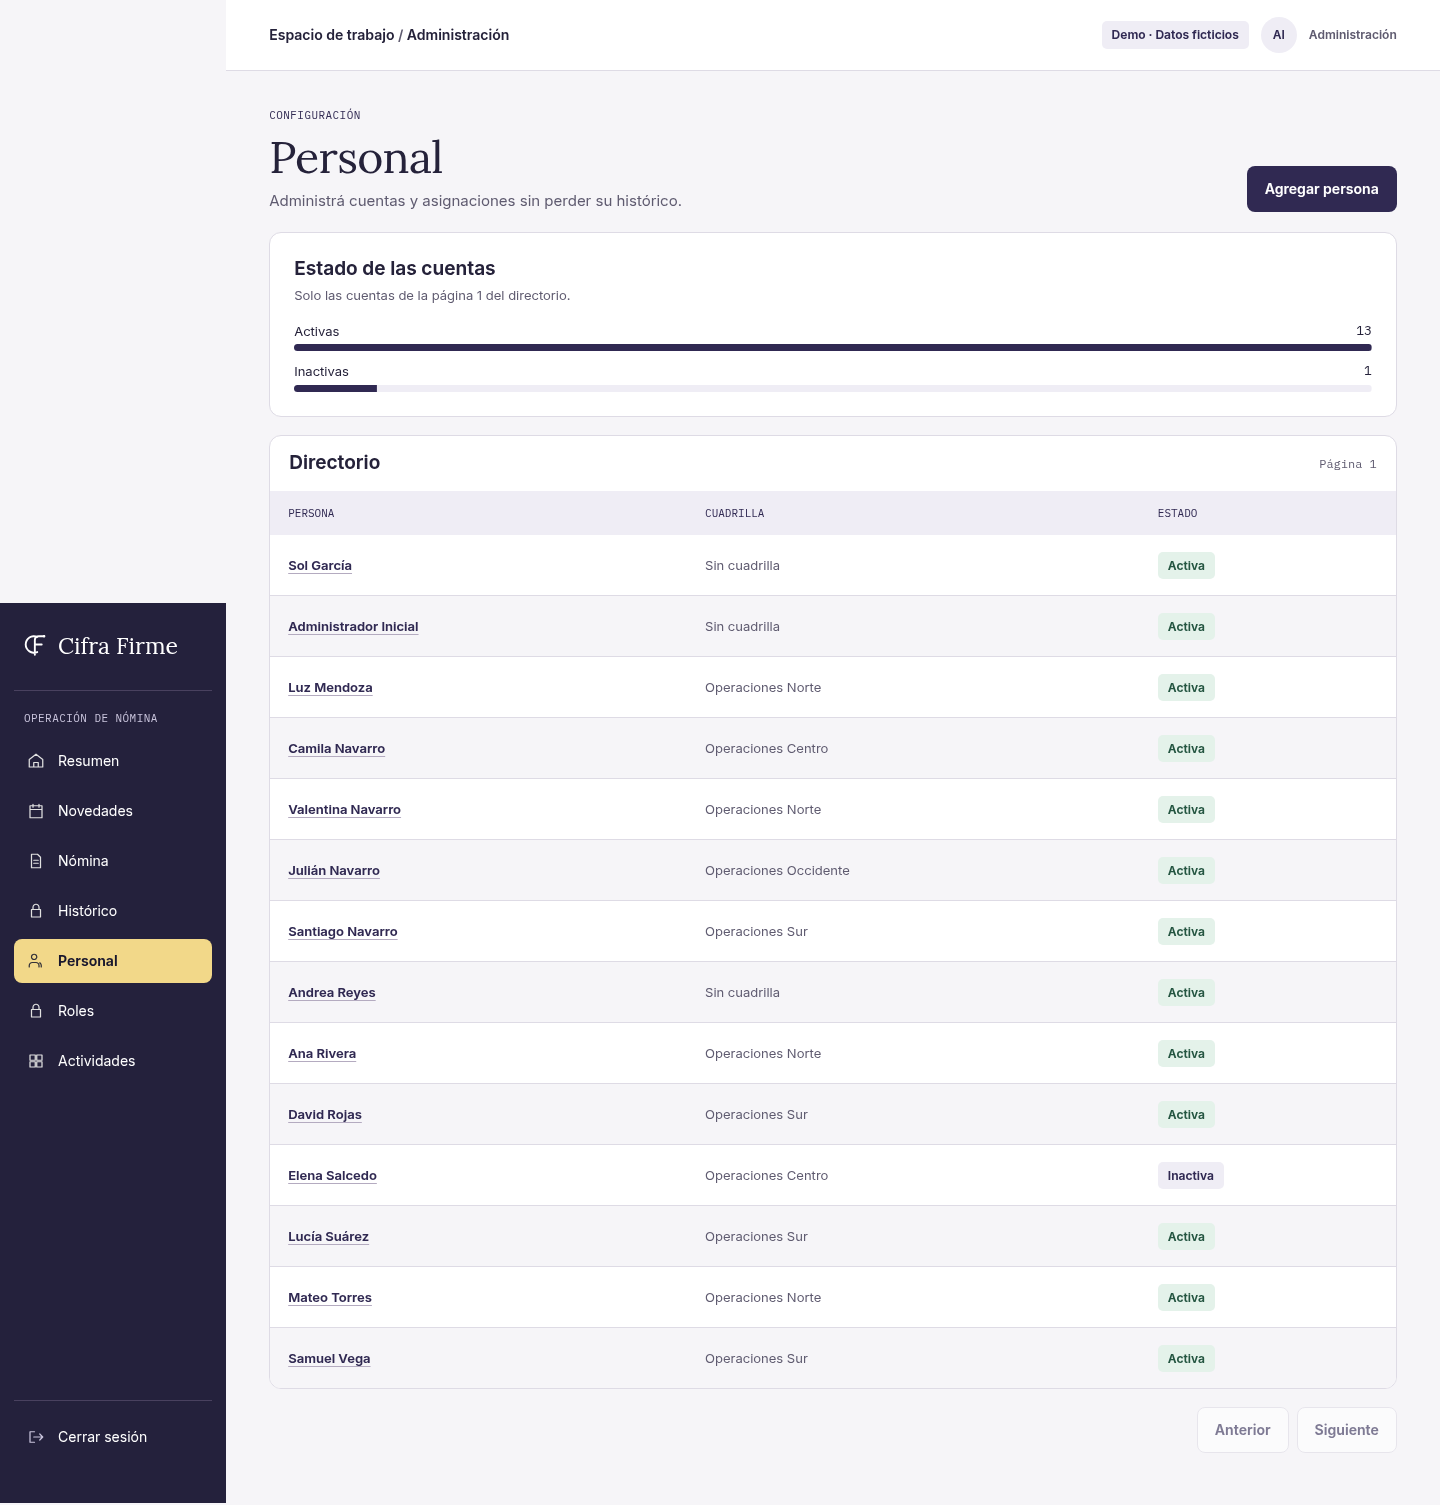 Espacio de trabajo / Administración
Demo · Datos ficticios
AI
Administración
CONFIGURACIÓN
Personal
Administrá cuentas y asignaciones sin perder su histórico.
Agregar persona
Estado de las cuentas
Solo las cuentas de la página 1 del directorio.
Activas 13
Inactivas 1
Directorio
Página 1
PERSONA CUADRILLA ESTADO
Sol García Sin cuadrilla Activa
Administrador Inicial Sin cuadrilla Activa
Luz Mendoza Operaciones Norte Activa
Camila Navarro Operaciones Centro Activa
Valentina Navarro Operaciones Norte Activa
Julián Navarro Operaciones Occidente Activa
Santiago Navarro Operaciones Sur Activa
Andrea Reyes Sin cuadrilla Activa
Ana Rivera Operaciones Norte Activa
David Rojas Operaciones Sur Activa
Elena Salcedo Operaciones Centro Inactiva
Lucía Suárez Operaciones Sur Activa
Mateo Torres Operaciones Norte Activa
Samuel Vega Operaciones Sur Activa
Anterior
Siguiente
Cifra Firme
OPERACIÓN DE NÓMINA
Resumen
Novedades
Nómina
Histórico
Personal
Roles
Actividades
Cerrar sesión